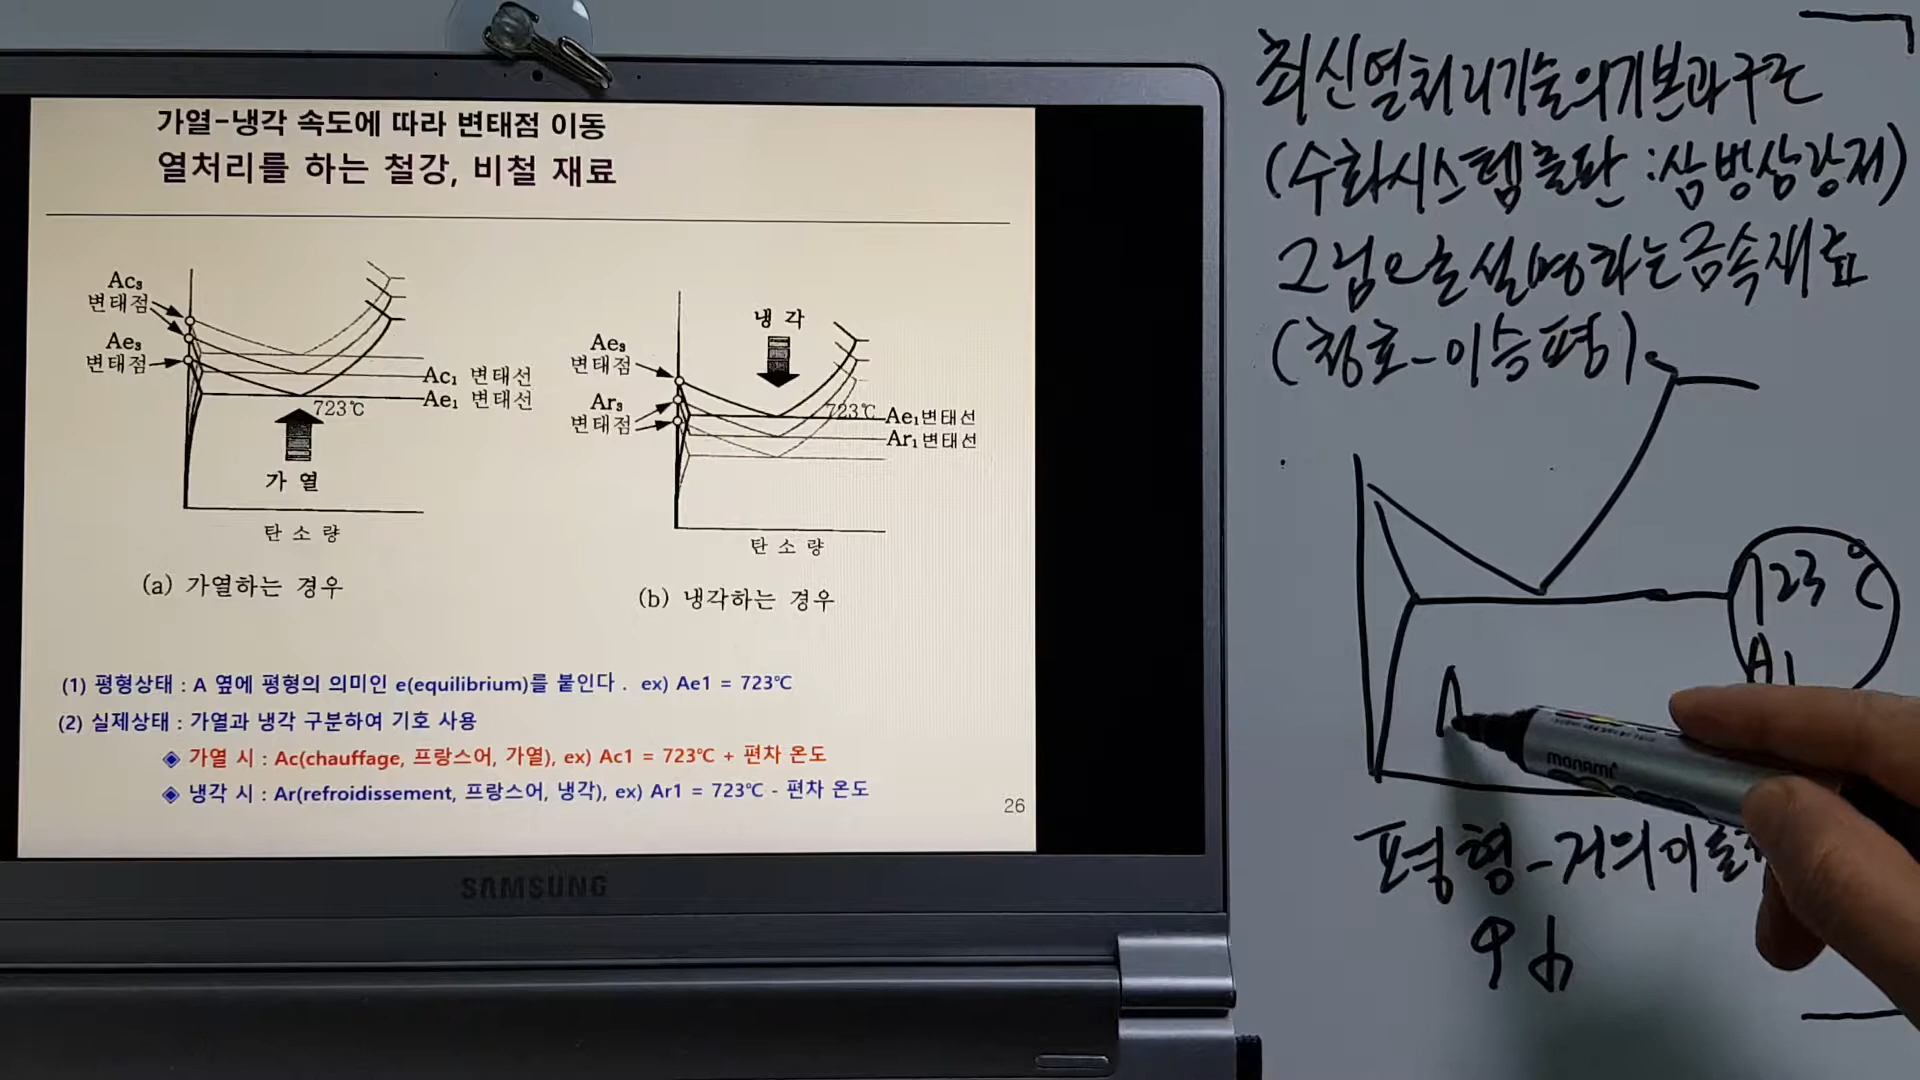 가열-냉각 속도에 따라 변태점 이동
열처리를 하는 철강, 비철 재료
Ac₃
변태점
Ae₃
변태점
Ac₁ 변태선
Ae₁ 변태선
723℃
가 열
탄 소 량
(a) 가열하는 경우
냉 각
Ae₃
변태점
Ar₃
변태점
723℃
Ae₁변태선
Ar₁변태선
탄 소 량
(b) 냉각하는 경우
(1) 평형상태 : A 옆에 평형의 의미인 e(equilibrium)를 붙인다 . ex) Ae1 = 723℃
(2) 실제상태 : 가열과 냉각 구분하여 기호 사용
◈ 가열 시 : Ac(chauffage, 프랑스어, 가열), ex) Ac1 = 723℃ + 편차 온도
◈ 냉각 시 : Ar(refroidissement, 프랑스어, 냉각), ex) Ar1 = 723℃ - 편차 온도
26
SAMSUNG
최신열처리기술의기본과구조
(수화시스템출판 :삼방상광제)
그림으로설명하는금속재료
(청호-이승평)
723℃
A1
monami
평형-거의이